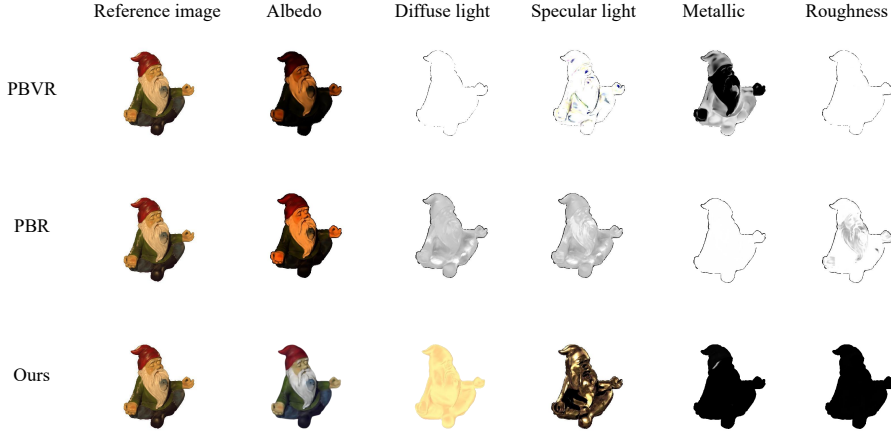 Reference image Albedo Diffuse light Specular light Metallic Roughness
PBVR
PBR
Ours